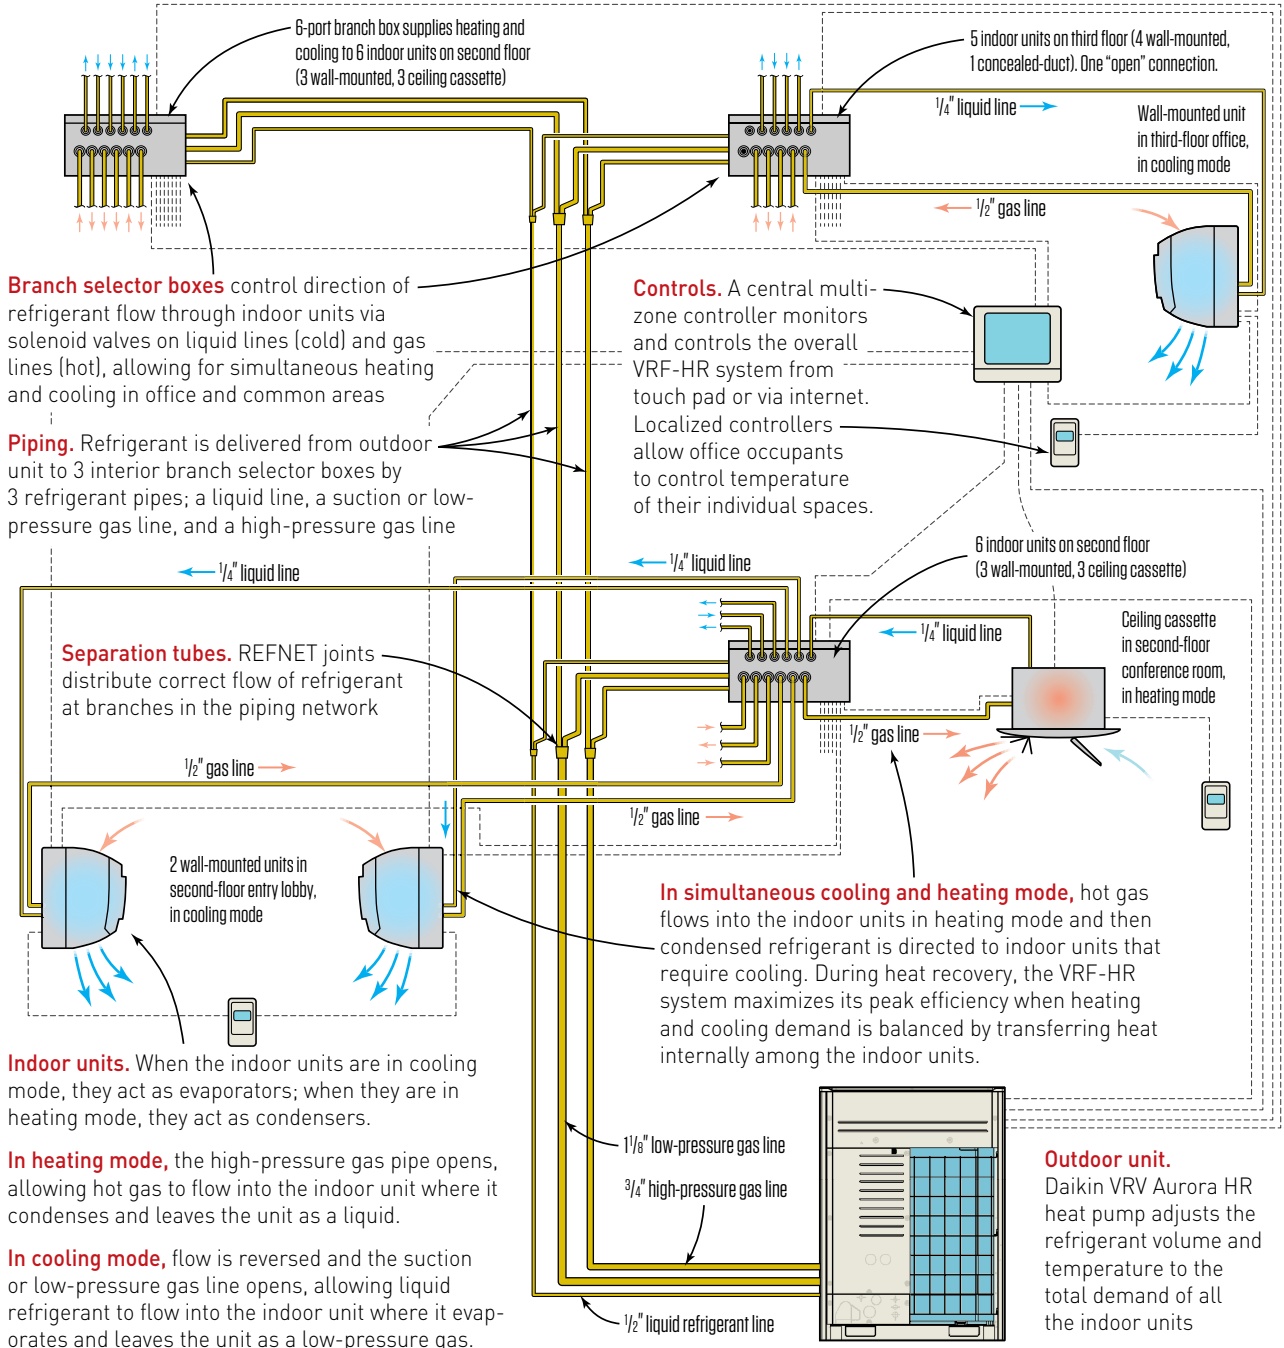 6-port branch box supplies heating and
cooling to 6 indoor units on second floor
(3 wall-mounted, 3 ceiling cassette)
5 indoor units on third floor (4 wall-mounted,
1 concealed-duct). One “open” connection.
1/4" liquid line
Wall-mounted unit
in third-floor office,
in cooling mode
1/2" gas line
Branch selector boxes control direction of
refrigerant flow through indoor units via
solenoid valves on liquid lines (cold) and gas
lines (hot), allowing for simultaneous heating
and cooling in office and common areas
Controls. A central multi-
zone controller monitors
and controls the overall
VRF-HR system from
touch pad or via internet.
Localized controllers
allow office occupants
to control temperature
of their individual spaces.
Piping. Refrigerant is delivered from outdoor
unit to 3 interior branch selector boxes by
3 refrigerant pipes; a liquid line, a suction or low-
pressure gas line, and a high-pressure gas line
1/4" liquid line
1/4" liquid line
6 indoor units on second floor
(3 wall-mounted, 3 ceiling cassette)
1/4" liquid line
Ceiling cassette
in second-floor
conference room,
in heating mode
Separation tubes. REFNET joints
distribute correct flow of refrigerant
at branches in the piping network
1/2" gas line
1/2" gas line
1/2" gas line
2 wall-mounted units in
second-floor entry lobby,
in cooling mode
In simultaneous cooling and heating mode, hot gas
flows into the indoor units in heating mode and then
condensed refrigerant is directed to indoor units that
require cooling. During heat recovery, the VRF-HR
system maximizes its peak efficiency when heating
and cooling demand is balanced by transferring heat
internally among the indoor units.
Indoor units. When the indoor units are in cooling
mode, they act as evaporators; when they are in
heating mode, they act as condensers.
In heating mode, the high-pressure gas pipe opens,
allowing hot gas to flow into the indoor unit where it
condenses and leaves the unit as a liquid.
In cooling mode, flow is reversed and the suction
or low-pressure gas line opens, allowing liquid
refrigerant to flow into the indoor unit where it evap-
orates and leaves the unit as a low-pressure gas.
1 1/8" low-pressure gas line
3/4" high-pressure gas line
1/2" liquid refrigerant line
Outdoor unit.
Daikin VRV Aurora HR
heat pump adjusts the
refrigerant volume and
temperature to the
total demand of all
the indoor units